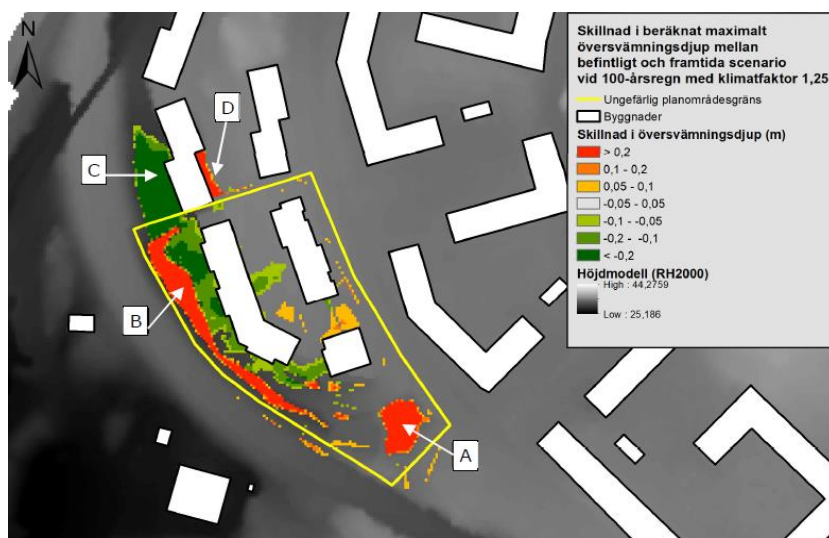 N
D
C
B
A
Skillnad i beräknat maximalt
översvämningsdjup mellan
befintligt och framtida scenario
vid 100-årsregn med klimatfaktor 1,25
Ungefärlig planområdesgräns
Byggnader
Skillnad i översvämningdjup (m)
> 0,2
0,1 - 0,2
0,05 - 0,1
-0,05 - 0,05
-0,1 - -0,05
-0,2 - -0,1
< -0,2
Höjdmodell (RH2000)
High : 44,2759
Low : 25,186